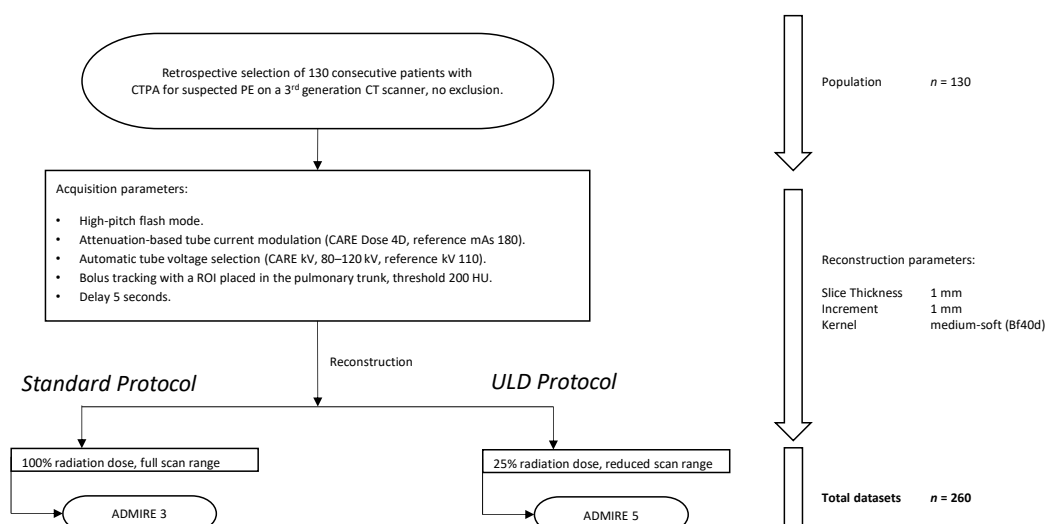 Retrospective selection of 130 consecutive patients with
CTPA for suspected PE on a 3rd generation CT scanner, no exclusion.
Population n = 130
Acquisition parameters:
• High-pitch flash mode.
• Attenuation-based tube current modulation (CARE Dose 4D, reference mAs 180).
• Automatic tube voltage selection (CARE kV, 80–120 kV, reference kV 110).
• Bolus tracking with a ROI placed in the pulmonary trunk, threshold 200 HU.
• Delay 5 seconds.
Reconstruction parameters:
Slice Thickness 1 mm
Increment 1 mm
Kernel medium-soft (Bf40d)
Reconstruction
Standard Protocol
ULD Protocol
100% radiation dose, full scan range
25% radiation dose, reduced scan range
ADMIRE 3
ADMIRE 5
Total datasets n = 260